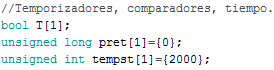 //Temporizadores, comparadores, tiempo.
bool T[1];
unsigned long pret[1]={0};
unsigned int tempst[1]={2000};